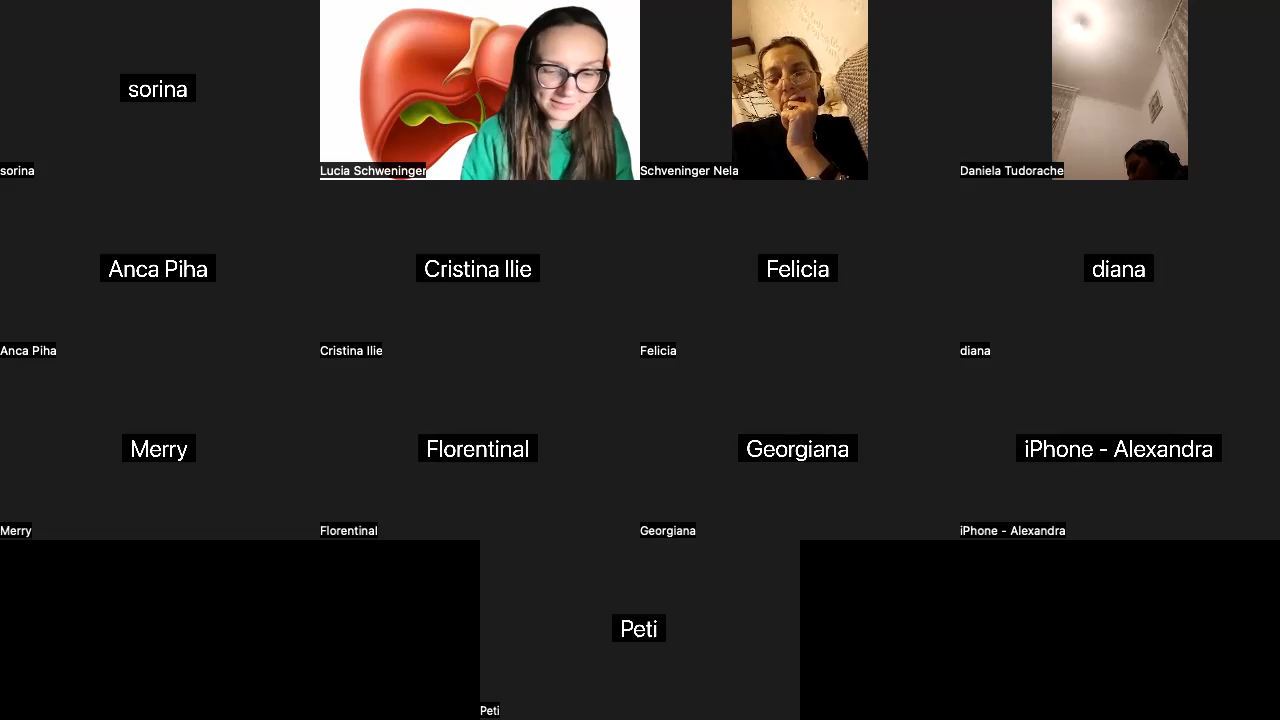 sorina
sorina
Lucia Schweninger
Schveninger Nela
Daniela Tudorache
Anca Piha
Cristina Ilie
Felicia
diana
Anca Piha
Cristina Ilie
Felicia
diana
Merry
Florentinal
Georgiana
iPhone - Alexandra
Merry
Florentinal
Georgiana
iPhone - Alexandra
Peti
Peti